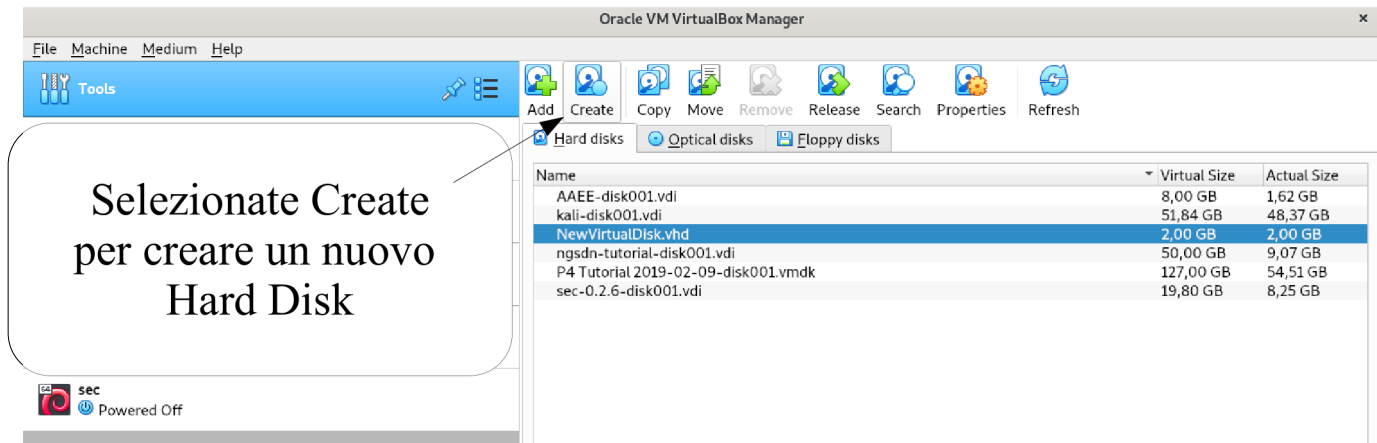 Oracle VM VirtualBox Manager
File Machine Medium Help
Tools
Add Create Copy Move Remove Release Search Properties Refresh
Hard disks Optical disks Floppy disks
Selezionate Create
per creare un nuovo
Hard Disk
Name Virtual Size Actual Size
AAEE-disk001.vdi 8,00 GB 1,62 GB
kali-disk001.vdi 51,84 GB 48,37 GB
NewVirtualDisk.vhd 2,00 GB 2,00 GB
ngsdn-tutorial-disk001.vdi 50,00 GB 9,07 GB
P4 Tutorial 2019-02-09-disk001.vmdk 127,00 GB 54,51 GB
sec-0.2.6-disk001.vdi 19,80 GB 8,25 GB
64
sec
Powered Off